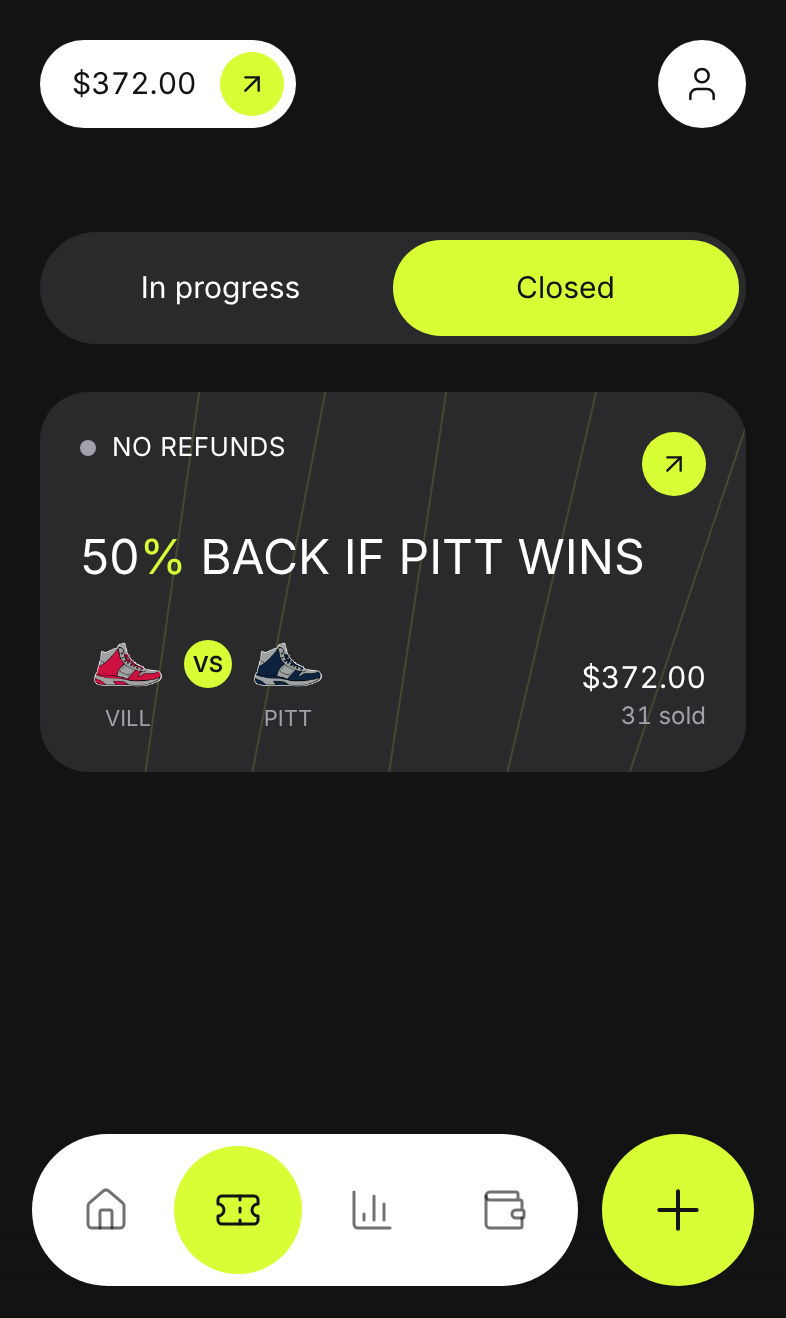 $372.00
In progress
Closed
NO REFUNDS
50% BACK IF PITT WINS
VS
VILL
PITT
$372.00
31 sold